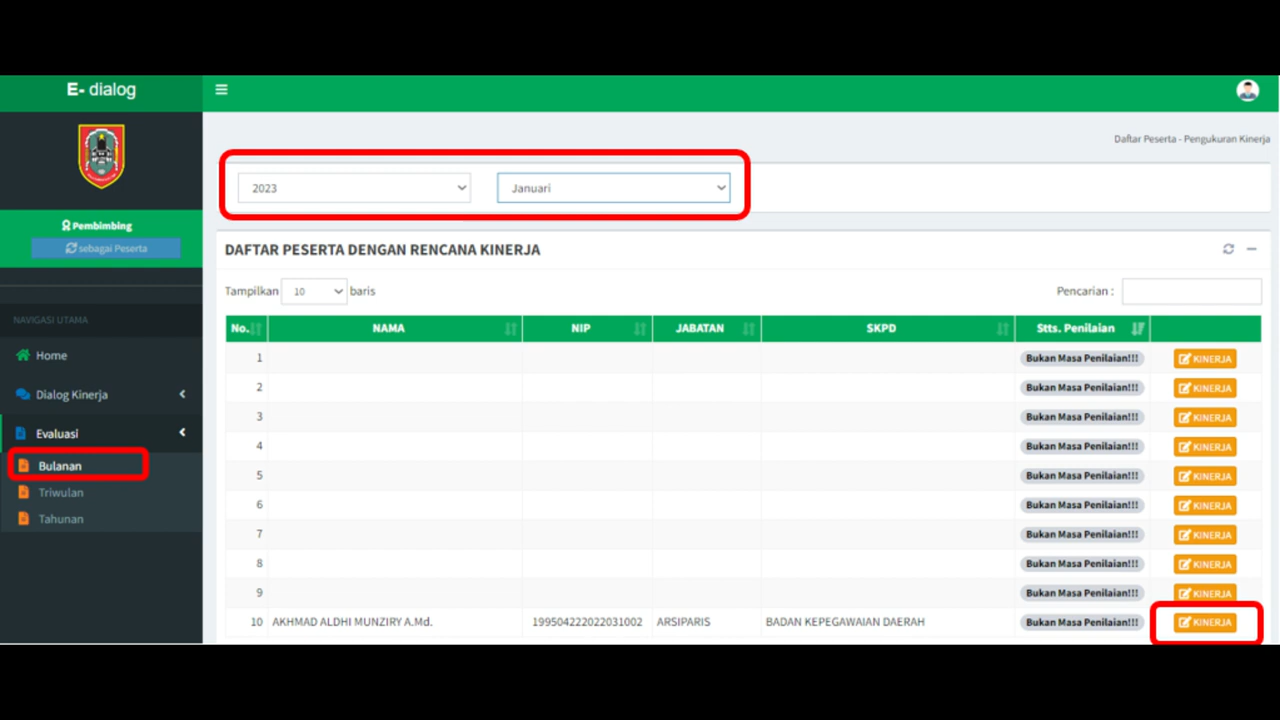 E- dialog
Daftar Peserta - Pengukuran Kinerja
2023 Januari
Pembimbing
sebagai Peserta
NAVIGASI UTAMA
Home
Dialog Kinerja
Evaluasi
Bulanan
Triwulan
Tahunan
DAFTAR PESERTA DENGAN RENCANA KINERJA
Tampilkan 10 baris Pencarian :
No. NAMA NIP JABATAN SKPD Stts. Penilaian
1 Bukan Masa Penilaian!!! KINERJA
2 Bukan Masa Penilaian!!! KINERJA
3 Bukan Masa Penilaian!!! KINERJA
4 Bukan Masa Penilaian!!! KINERJA
5 Bukan Masa Penilaian!!! KINERJA
6 Bukan Masa Penilaian!!! KINERJA
7 Bukan Masa Penilaian!!! KINERJA
8 Bukan Masa Penilaian!!! KINERJA
9 Bukan Masa Penilaian!!! KINERJA
10 AKHMAD ALDHI MUNZIRY A.Md. 199504222022031002 ARSIPARIS BADAN KEPEGAWAIAN DAERAH Bukan Masa Penilaian!!! KINERJA